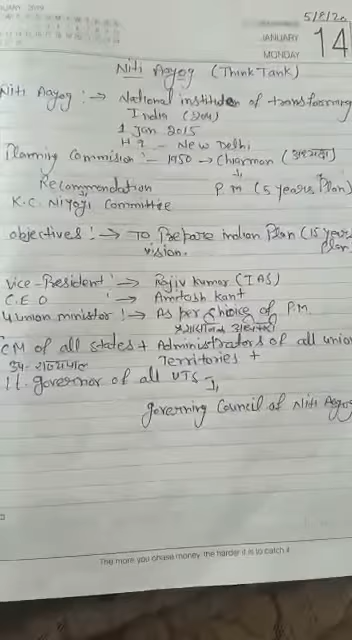 5/8/20
JANUARY
MONDAY
14
Niti Aayog (Think Tank)
Niti Aayog :→ National institution of transforming
India
1 Jan 2015
H Q - New Delhi
Planning Commision :- 1950 → Chairman (अध्यक्ष)
↓
Recommendation P M (5 years Plan)
K.C. Niyogi Committee
objectives :→ TO Prepare indian Plan (15 years Plan)
vision.
Vice-President :→ Rajiv Kumar (IAS)
C.E O :→ Amitosh Kant
4 union minister :→ As per choice of P.M.
CM of all states + Administrators of all union
उप-राज्यपाल Territories +
Lt. governor of all UTS
↓
governing Council of Niti Aayog
The more you chase money, the harder it is to catch it